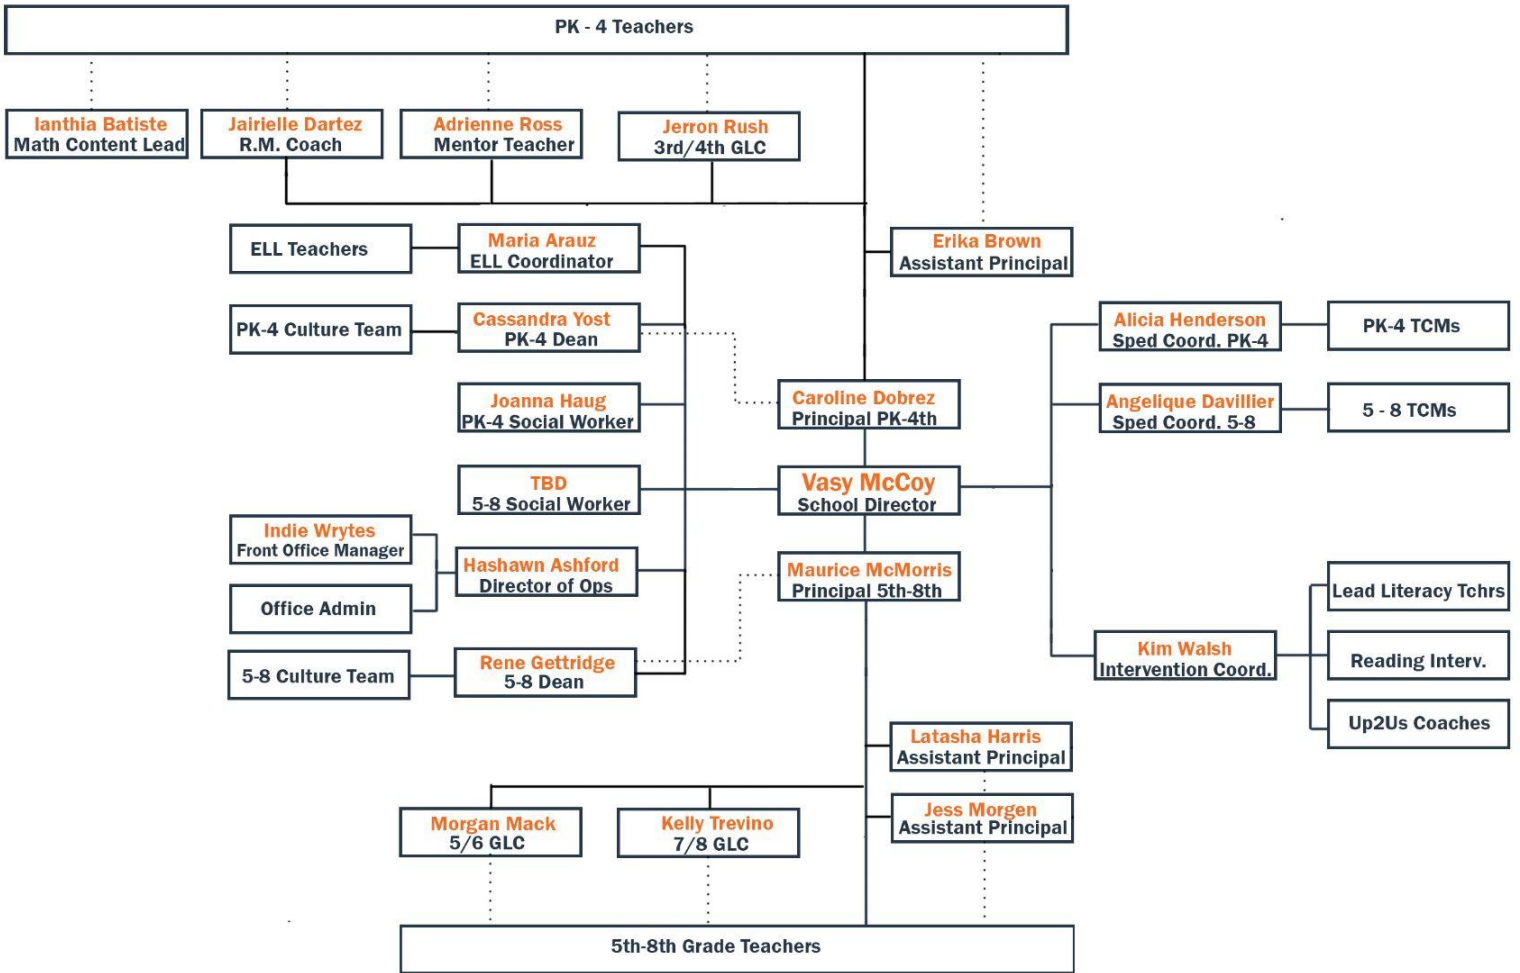 PK - 4 Teachers
Ianthia Batiste
Math Content Lead
Jairielle Dartez
R.M. Coach
Adrienne Ross
Mentor Teacher
Jerron Rush
3rd/4th GLC
ELL Teachers
Maria Arauz
ELL Coordinator
Erika Brown
Assistant Principal
PK-4 Culture Team
Cassandra Yost
PK-4 Dean
Alicia Henderson
Sped Coord. PK-4
PK-4 TCMs
Joanna Haug
PK-4 Social Worker
Caroline Dobrez
Principal PK-4th
Angelique Davillier
Sped Coord. 5-8
5 - 8 TCMs
TBD
5-8 Social Worker
Vasy McCoy
School Director
Indie Wrytes
Front Office Manager
Office Admin
Hashawn Ashford
Director of Ops
Maurice McMorris
Principal 5th-8th
Lead Literacy Tchrs
5-8 Culture Team
Rene Gettridge
5-8 Dean
Kim Walsh
Intervention Coord.
Reading Interv.
Up2Us Coaches
Latasha Harris
Assistant Principal
Jess Morgen
Assistant Principal
Morgan Mack
5/6 GLC
Kelly Trevino
7/8 GLC
5th-8th Grade Teachers